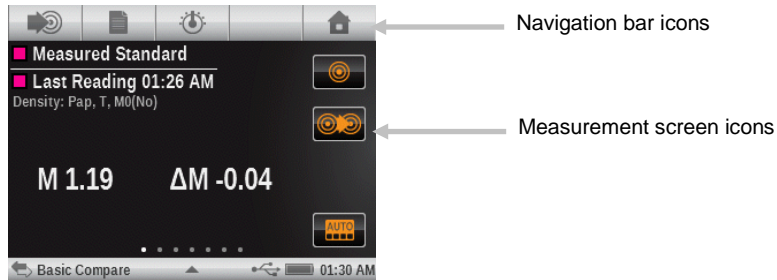 Navigation bar icons
Measured Standard
Last Reading 01:26 AM
Density: Pap, T, M0(No)
Measurement screen icons
M 1.19 ΔM -0.04
AUTO
Basic Compare 01:30 AM